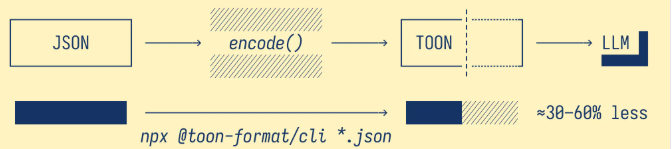 JSON
encode()
TOON
LLM
≈30-60% less
npx @toon-format/cli *.json